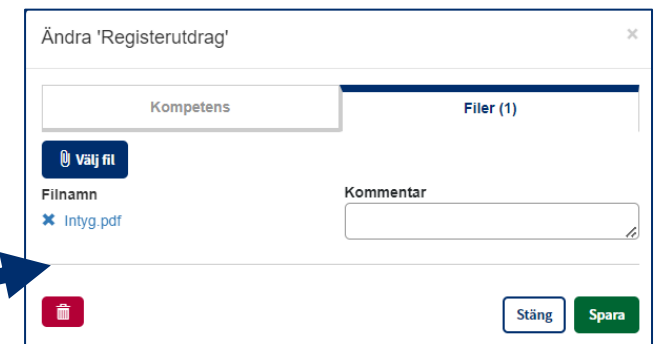 Ändra 'Registerutdrag'
×
Kompetens
Filer (1)
Välj fil
Filnamn
Kommentar
Intyg.pdf
Stäng
Spara